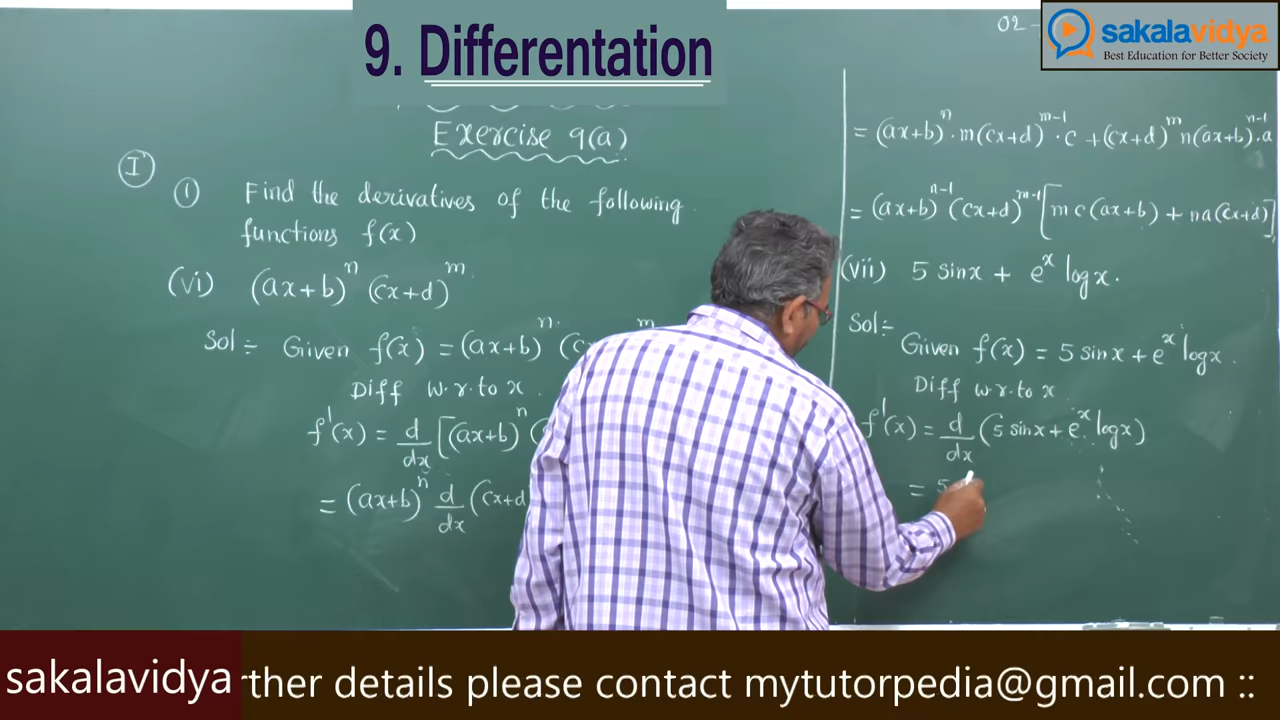 9. Differentation
02-
sakalavidya
Best Education for Better Society
Exercise 9(a)
I
① Find the derivatives of the following
functions f(x)
(vi) (ax+b)^n (cx+d)^m
Sol:= Given f(x) = (ax+b)^n (c m
Diff w.r.to x.
f'(x) = d/dx [(ax+b)^n (
= (ax+b)^n d/dx (cx+d
= (ax+b)^n · m(cx+d)^m-1 · c + (cx+d)^m n(ax+b)^n-1 · a
= (ax+b)^n-1 (cx+d)^m-1 [mc(ax+b) + na(cx+d)]
(vii) 5 sinx + e^x logx.
Sol:=
Given f(x) = 5 sinx + e^x logx.
Diff w.r.to x
f'(x) = d/dx (5 sinx + e^x logx)
= 5
sakalavidya
rther details please contact mytutorpedia@gmail.com ::